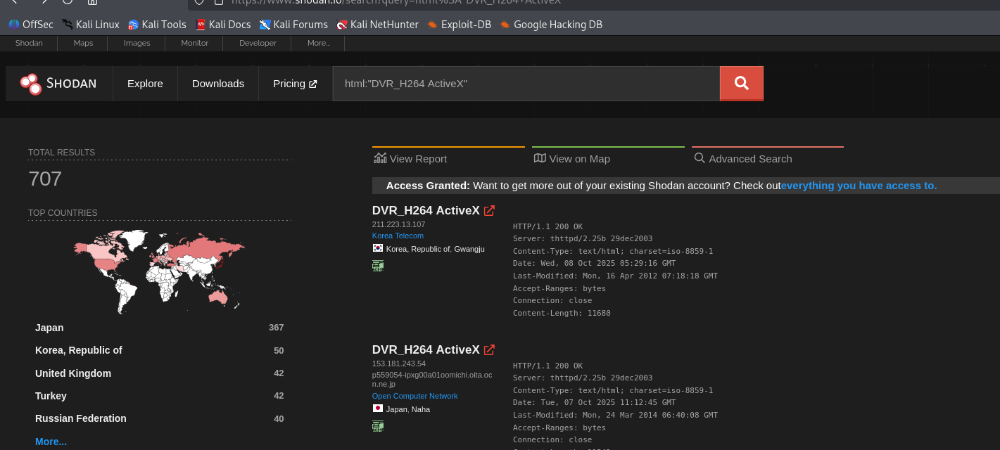 https://www.shodan.io/search?query=html%3A"DVR_H264+ActiveX"
OffSec Kali Linux Kali Tools Kali Docs Kali Forums Kali NetHunter Exploit-DB Google Hacking DB
Shodan Maps Images Monitor Developer More...
SHODAN Explore Downloads Pricing html:"DVR_H264 ActiveX"
TOTAL RESULTS
707
TOP COUNTRIES
Japan 367
Korea, Republic of 50
United Kingdom 42
Turkey 42
Russian Federation 40
More...
View Report View on Map Advanced Search
Access Granted: Want to get more out of your existing Shodan account? Check out everything you have access to.
DVR_H264 ActiveX
211.223.13.107
Korea Telecom
Korea, Republic of, Gwangju
HTTP/1.1 200 OK
Server: thttpd/2.25b 29dec2003
Content-Type: text/html; charset=iso-8859-1
Date: Wed, 08 Oct 2025 05:29:16 GMT
Last-Modified: Mon, 16 Apr 2012 07:18:18 GMT
Accept-Ranges: bytes
Connection: close
Content-Length: 11680
DVR_H264 ActiveX
153.181.243.54
p559054-ipxg00a01oomichi.oita.oc
n.ne.jp
Open Computer Network
Japan, Naha
HTTP/1.1 200 OK
Server: thttpd/2.25b 29dec2003
Content-Type: text/html; charset=iso-8859-1
Date: Tue, 07 Oct 2025 11:12:45 GMT
Last-Modified: Mon, 24 Mar 2014 06:40:08 GMT
Accept-Ranges: bytes
Connection: close